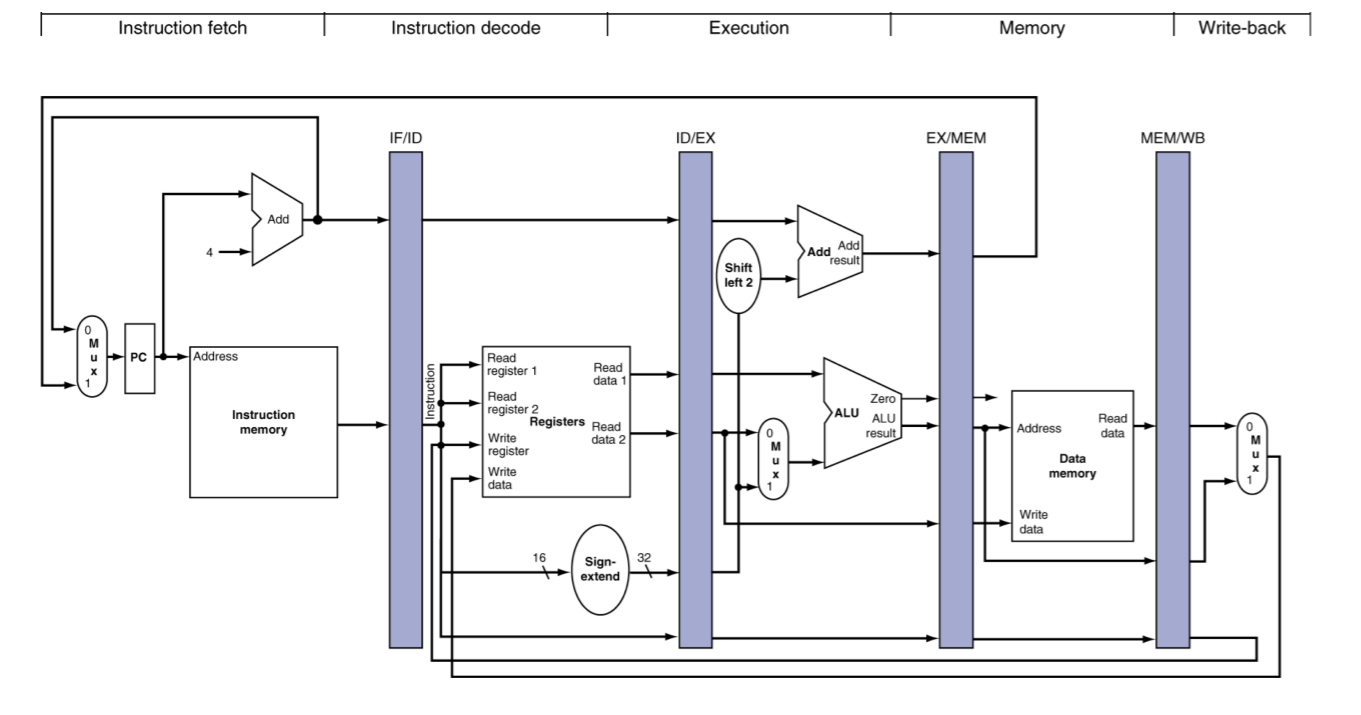 Instruction fetch
Instruction decode
Execution
Memory
Write-back
IF/ID
ID/EX
EX/MEM
MEM/WB
Add
4
0
M
u
x
1
PC
Address
Instruction
memory
Instruction
Read
register 1
Read
register 2
Write
register
Write
data
Registers
Read
data 1
Read
data 2
16
Sign-
extend
32
Shift
left 2
Add
Add
result
0
M
u
x
1
ALU
Zero
ALU
result
Address
Read
data
Data
memory
Write
data
0
M
u
x
1